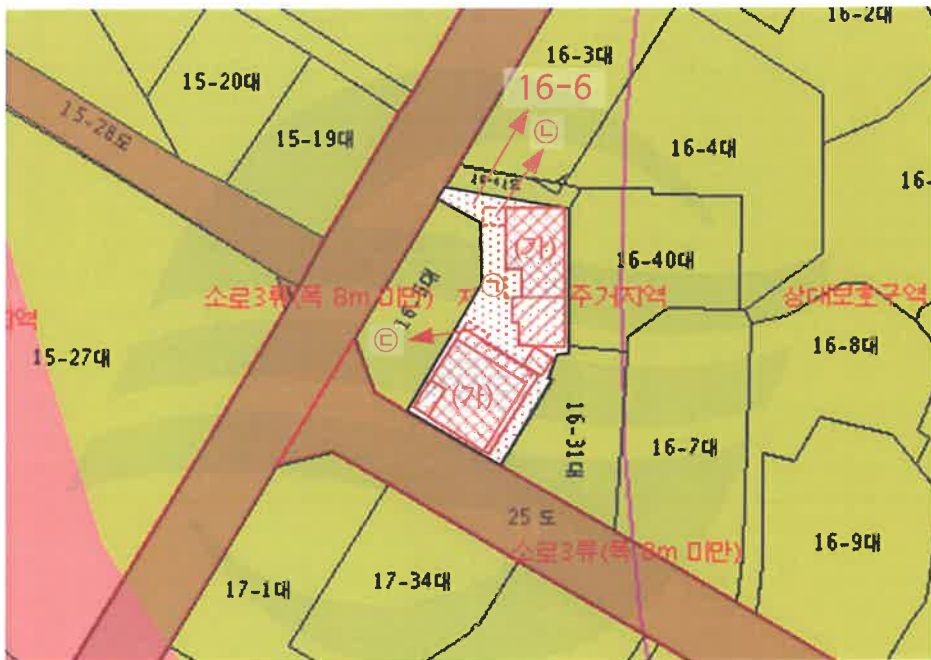 16-2대
16-3대
15-20대
16-6
15-28도
㉡
15-19대
16-4대
16-
16-41도
(가)
16-40대
㉠
소로3류(폭 8m 미만)
주거지역
상대보호구역
지역
㉢
15-27대
16-8대
(가)
16-31대
16-7대
25 도
소로3류(폭 8m 미만)
16-9대
17-1대
17-34대